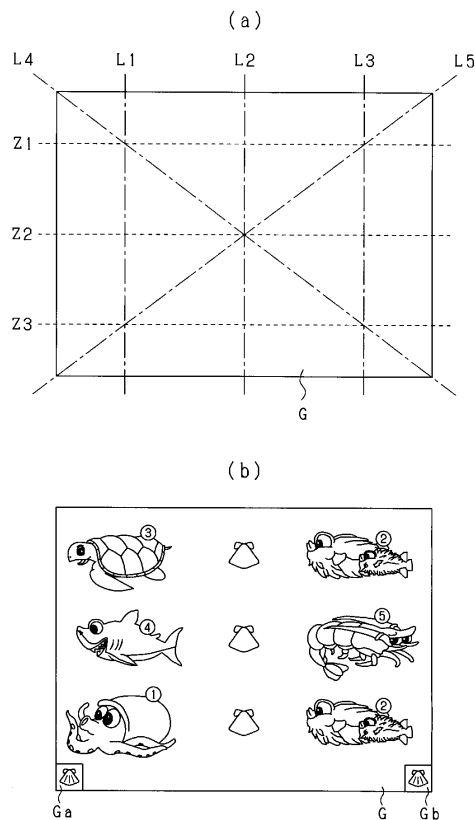 (a)
L4 L1 L2 L3 L5
Z1
Z2
Z3
G
(b)
③ ②
④ ⑤
① ②
Ga G Gb